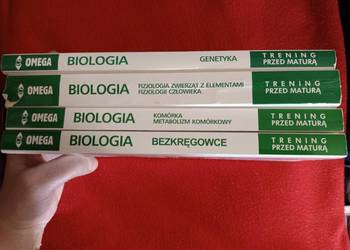 OMEGA BIOLOGIA GENETYKA TRENING
PRZED MATURĄ
OMEGA BIOLOGIA FIZJOLOGIA ZWIERZĄT Z ELEMENTAMI
FIZJOLOGII CZŁOWIEKA TRENING
PRZED MATURĄ
OMEGA BIOLOGIA KOMÓRKA
METABOLIZM KOMÓRKOWY TRENING
PRZED MATURĄ
OMEGA BIOLOGIA BEZKRĘGOWCE TRENING
PRZED MATURĄ